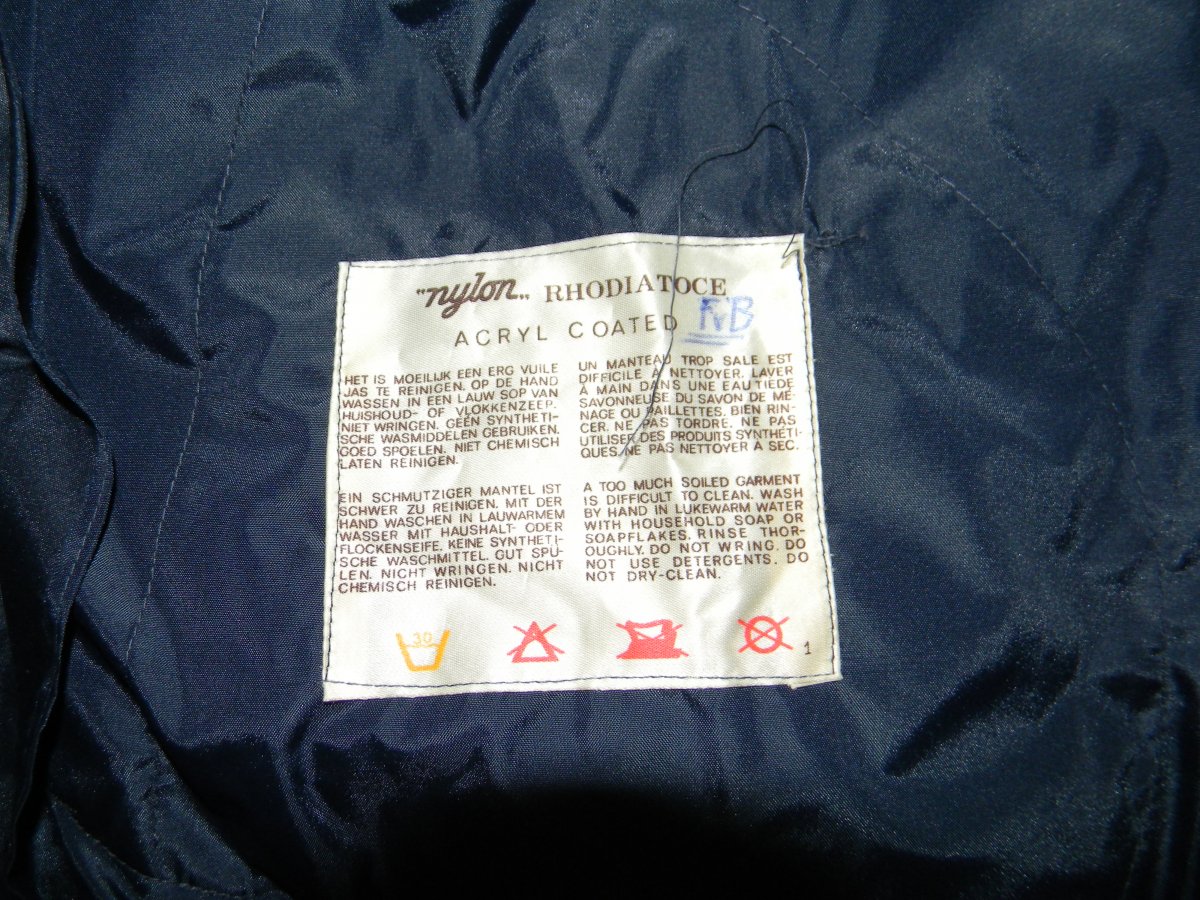 "nylon" RHODIATOCE
ACRYL COATED NB
HET IS MOEILIJK EEN ERG VUILE
JAS TE REINIGEN. OP DE HAND
WASSEN IN EEN LAUW SOP VAN
HUISHOUD- OF VLOKKENZEEP.
NIET WRINGEN. GEEN SYNTHETI-
SCHE WASMIDDELEN GEBRUIKEN.
GOED SPOELEN. NIET CHEMISCH
LATEN REINIGEN.
UN MANTEAU TROP SALE EST
DIFFICILE A NETTOYER. LAVER
A MAIN DANS UNE EAU TIEDE
SAVONNEUSE DU SAVON DE ME-
NAGE OU PAILLETTES. BIEN RIN-
CER. NE PAS TORDRE. NE PAS
UTILISER DES PRODUITS SYNTHETI-
QUES. NE PAS NETTOYER A SEC.
EIN SCHMUTZIGER MANTEL IST
SCHWER ZU REINIGEN. MIT DER
HAND WASCHEN IN LAUWARMEM
WASSER MIT HAUSHALT- ODER
FLOCKENSEIFE. KEINE SYNTHETI-
SCHE WASCHMITTEL. GUT SPÜ-
LEN. NICHT WRINGEN. NICHT
CHEMISCH REINIGEN.
A TOO MUCH SOILED GARMENT
IS DIFFICULT TO CLEAN. WASH
BY HAND IN LUKEWARM WATER
WITH HOUSEHOLD SOAP OR
SOAPFLAKES. RINSE THOR-
OUGHLY. DO NOT WRING. DO
NOT USE DETERGENTS. DO
NOT DRY-CLEAN.
30
1